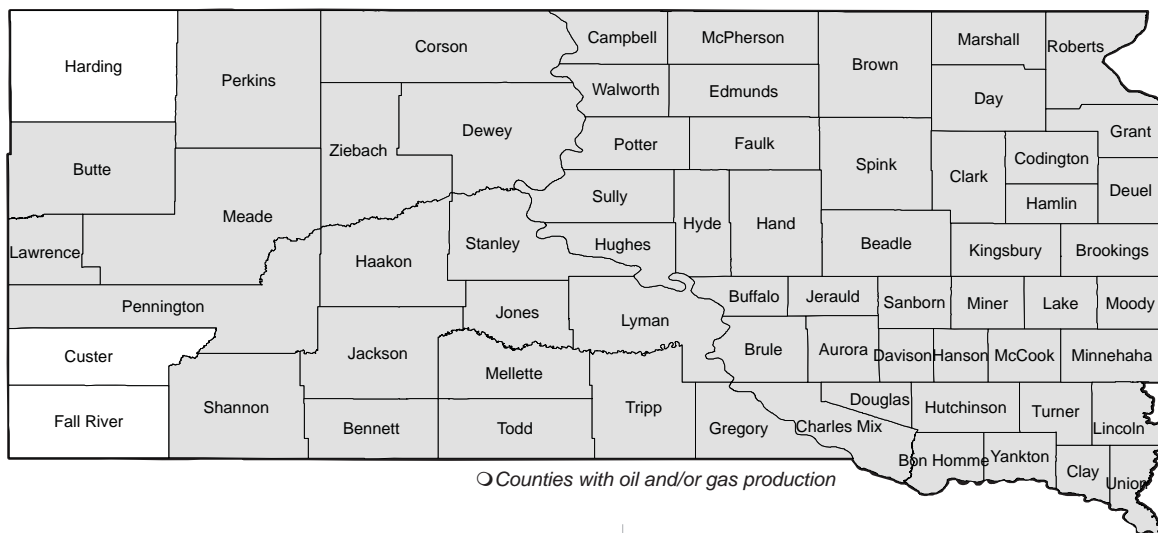 Harding
Perkins
Corson
Campbell
McPherson
Brown
Marshall
Roberts
Walworth
Edmunds
Day
Dewey
Ziebach
Potter
Faulk
Grant
Butte
Spink
Clark
Codington
Deuel
Hamlin
Meade
Sully
Hyde
Hand
Lawrence
Stanley
Hughes
Beadle
Kingsbury
Brookings
Haakon
Pennington
Jones
Lyman
Buffalo
Jerauld
Sanborn
Miner
Lake
Moody
Custer
Jackson
Brule
Aurora
Davison
Hanson
McCook
Minnehaha
Mellette
Shannon
Tripp
Douglas
Hutchinson
Turner
Lincoln
Fall River
Bennett
Todd
Gregory
Charles Mix
Bon Homme
Yankton
Clay
Union
Counties with oil and/or gas production